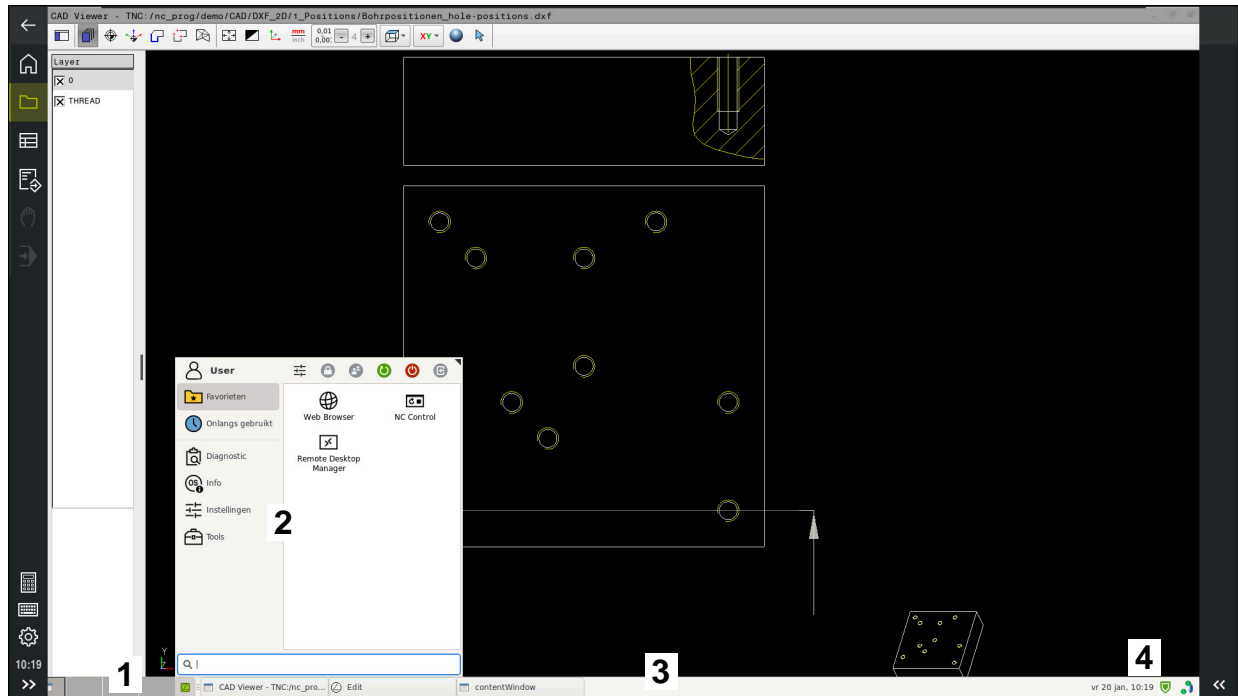 CAD Viewer - TNC:/nc_prog/demo/CAD/DXF_2D/1_Positions/Bohrpositionen_hole-positions.dxf
mm
inch
0,01
0,00:
4
XY
Layer
0
THREAD
User
Favorieten
Onlangs gebruikt
Diagnostic
OS
Info
Instellingen
Tools
Web Browser
NC Control
Remote Desktop
Manager
2
Y
Z
10:19
1
3
4
CAD Viewer - TNC:/nc_pro...
Edit
contentWindow
vr 20 jan, 10:19